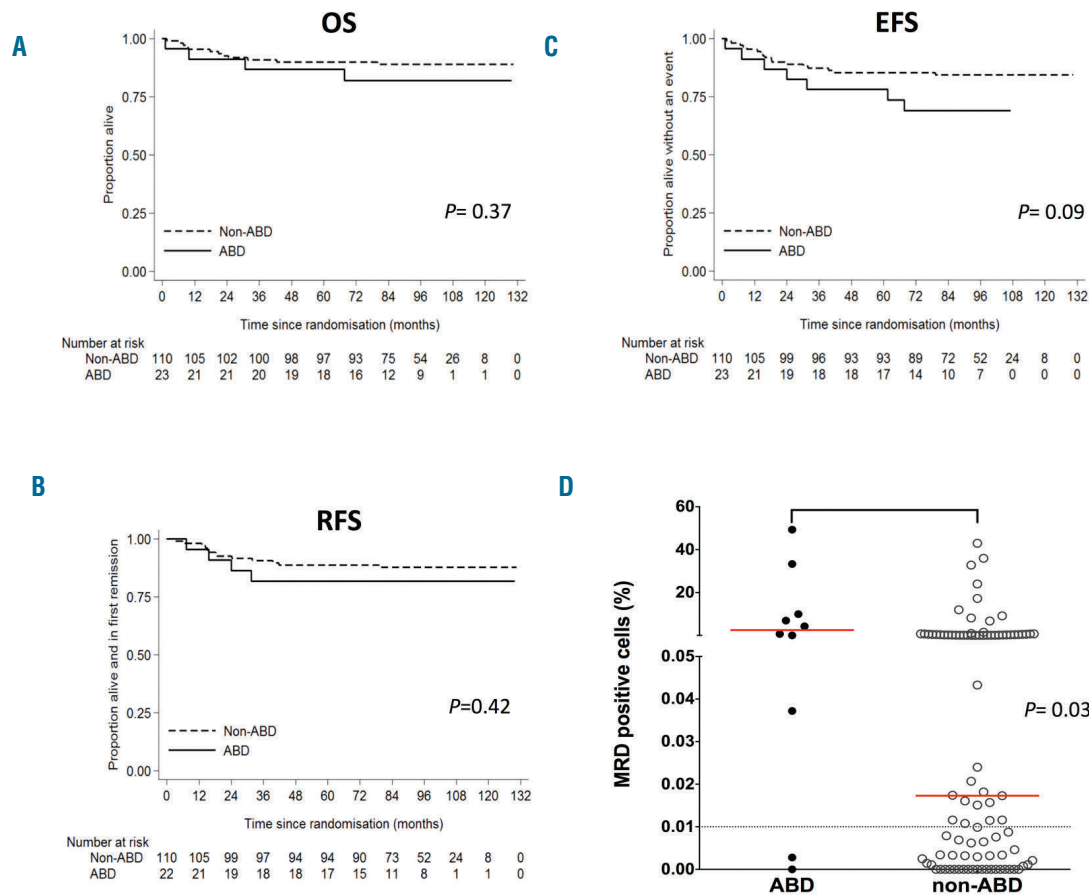 A
OS
1.00
0.75
0.50
0.25
0.00
Proportion alive
P= 0.37
Non-ABD
ABD
0 12 24 36 48 60 72 84 96 108 120 132
Time since randomisation (months)
Number at risk
Non-ABD 110 105 102 100 98 97 93 75 54 26 8 0
ABD 23 21 21 20 19 18 16 12 9 1 1 0
C
EFS
1.00
0.75
0.50
0.25
0.00
Proportion alive without an event
P= 0.09
Non-ABD
ABD
0 12 24 36 48 60 72 84 96 108 120 132
Time since randomisation (months)
Number at risk
Non-ABD 110 105 99 96 93 93 89 72 52 24 8 0
ABD 23 21 19 18 18 17 14 10 7 0 0 0
B
RFS
1.00
0.75
0.50
0.25
0.00
Proportion alive and in first remission
P=0.42
Non-ABD
ABD
0 12 24 36 48 60 72 84 96 108 120 132
Time since randomisation (months)
Number at risk
Non-ABD 110 105 99 97 94 94 90 73 52 24 8 0
ABD 22 21 19 18 18 17 15 11 8 1 1 0
D
60
40
20
0.05
0.04
0.03
0.02
0.01
0.00
MRD positive cells (%)
P= 0.03
ABD non-ABD